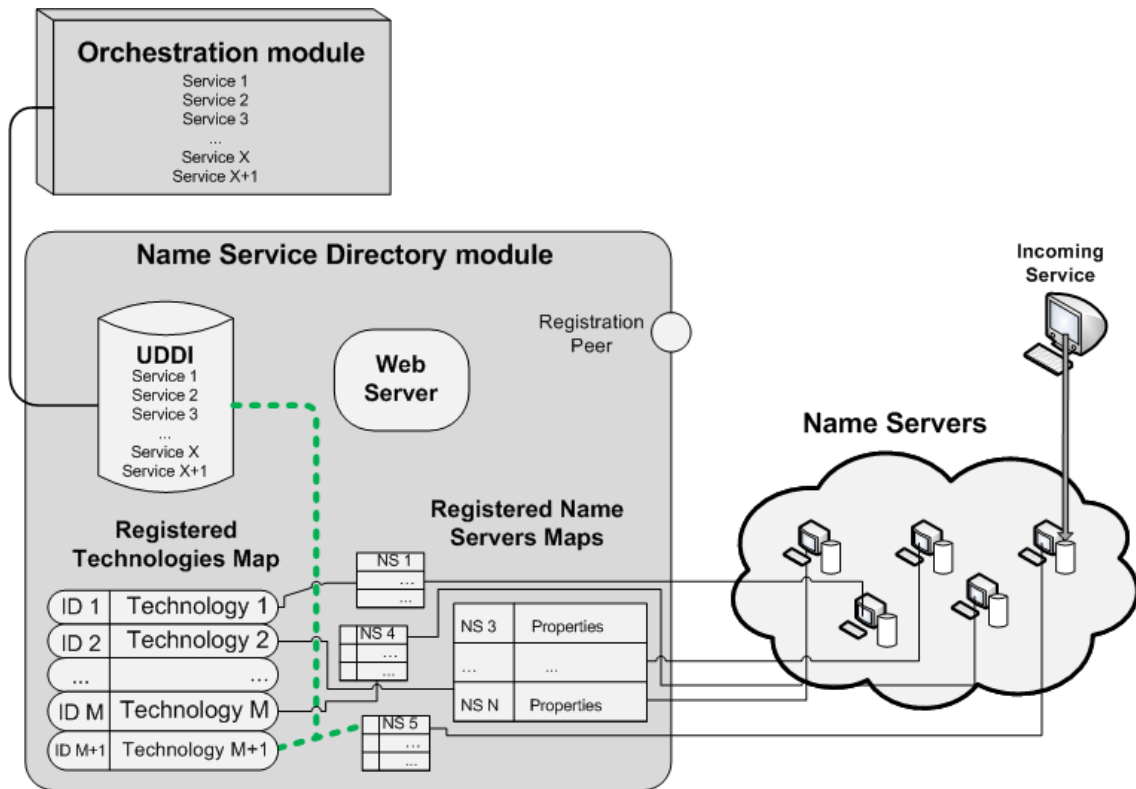 Orchestration module
Service 1
Service 2
Service 3
...
Service X
Service X+1
Name Service Directory module
UDDI
Service 1
Service 2
Service 3
...
Service X
Service X+1
Web
Server
Registration
Peer
Incoming
Service
Name Servers
Registered
Technologies Map
ID 1 Technology 1
ID 2 Technology 2
... ...
ID M Technology M
ID M+1 Technology M+1
Registered Name
Servers Maps
NS 1
...
...
NS 4
...
...
NS 3 Properties
... ...
NS N Properties
NS 5
...
...